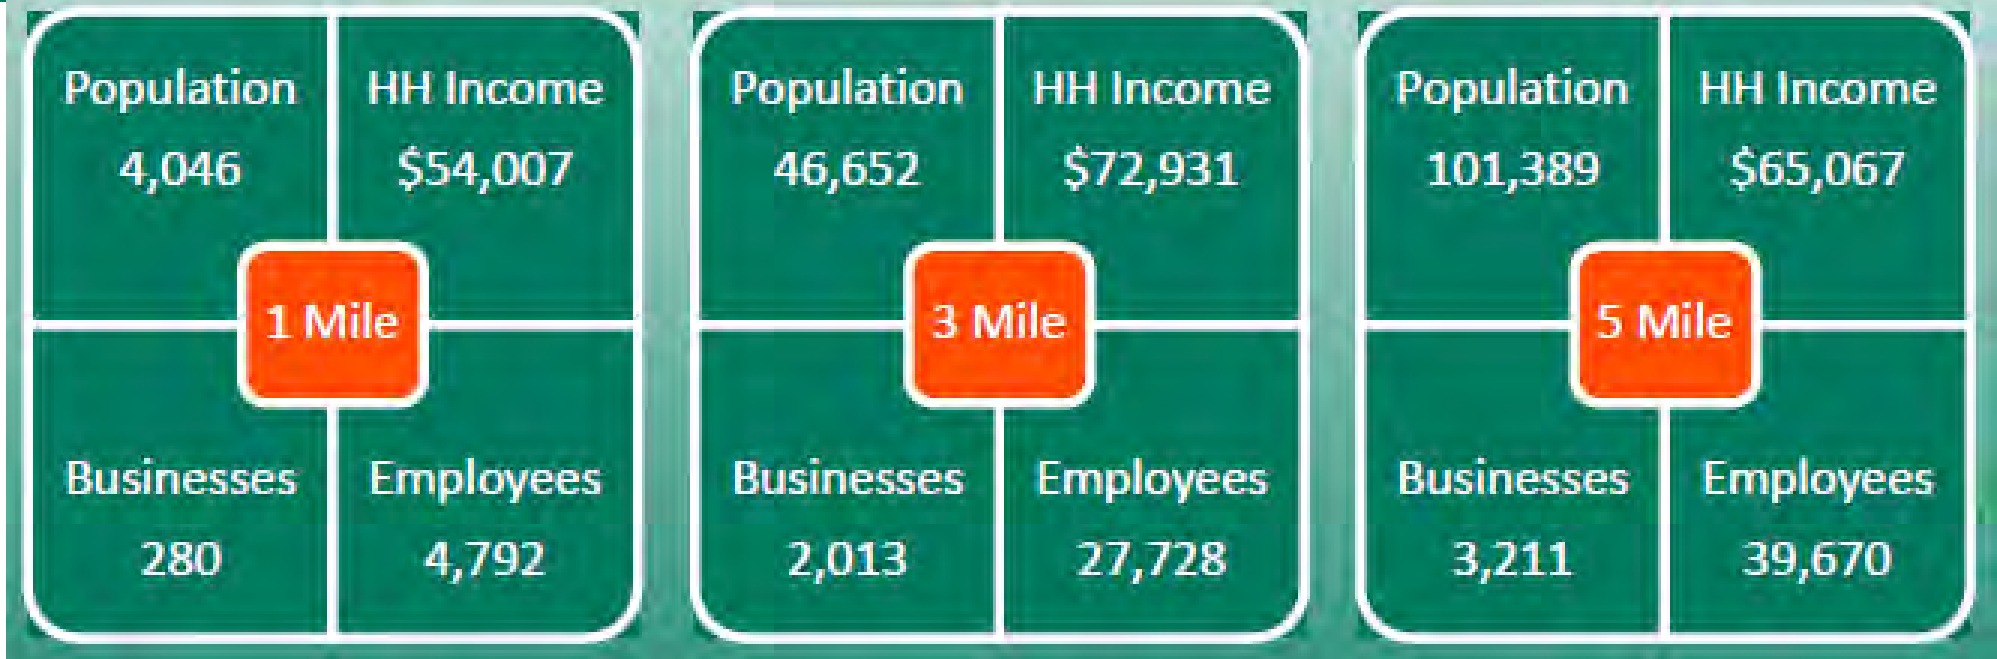 Population
4,046
HH Income
$54,007
1 Mile
Businesses
280
Employees
4,792
Population
46,652
HH Income
$72,931
3 Mile
Businesses
2,013
Employees
27,728
Population
101,389
HH Income
$65,067
5 Mile
Businesses
3,211
Employees
39,670